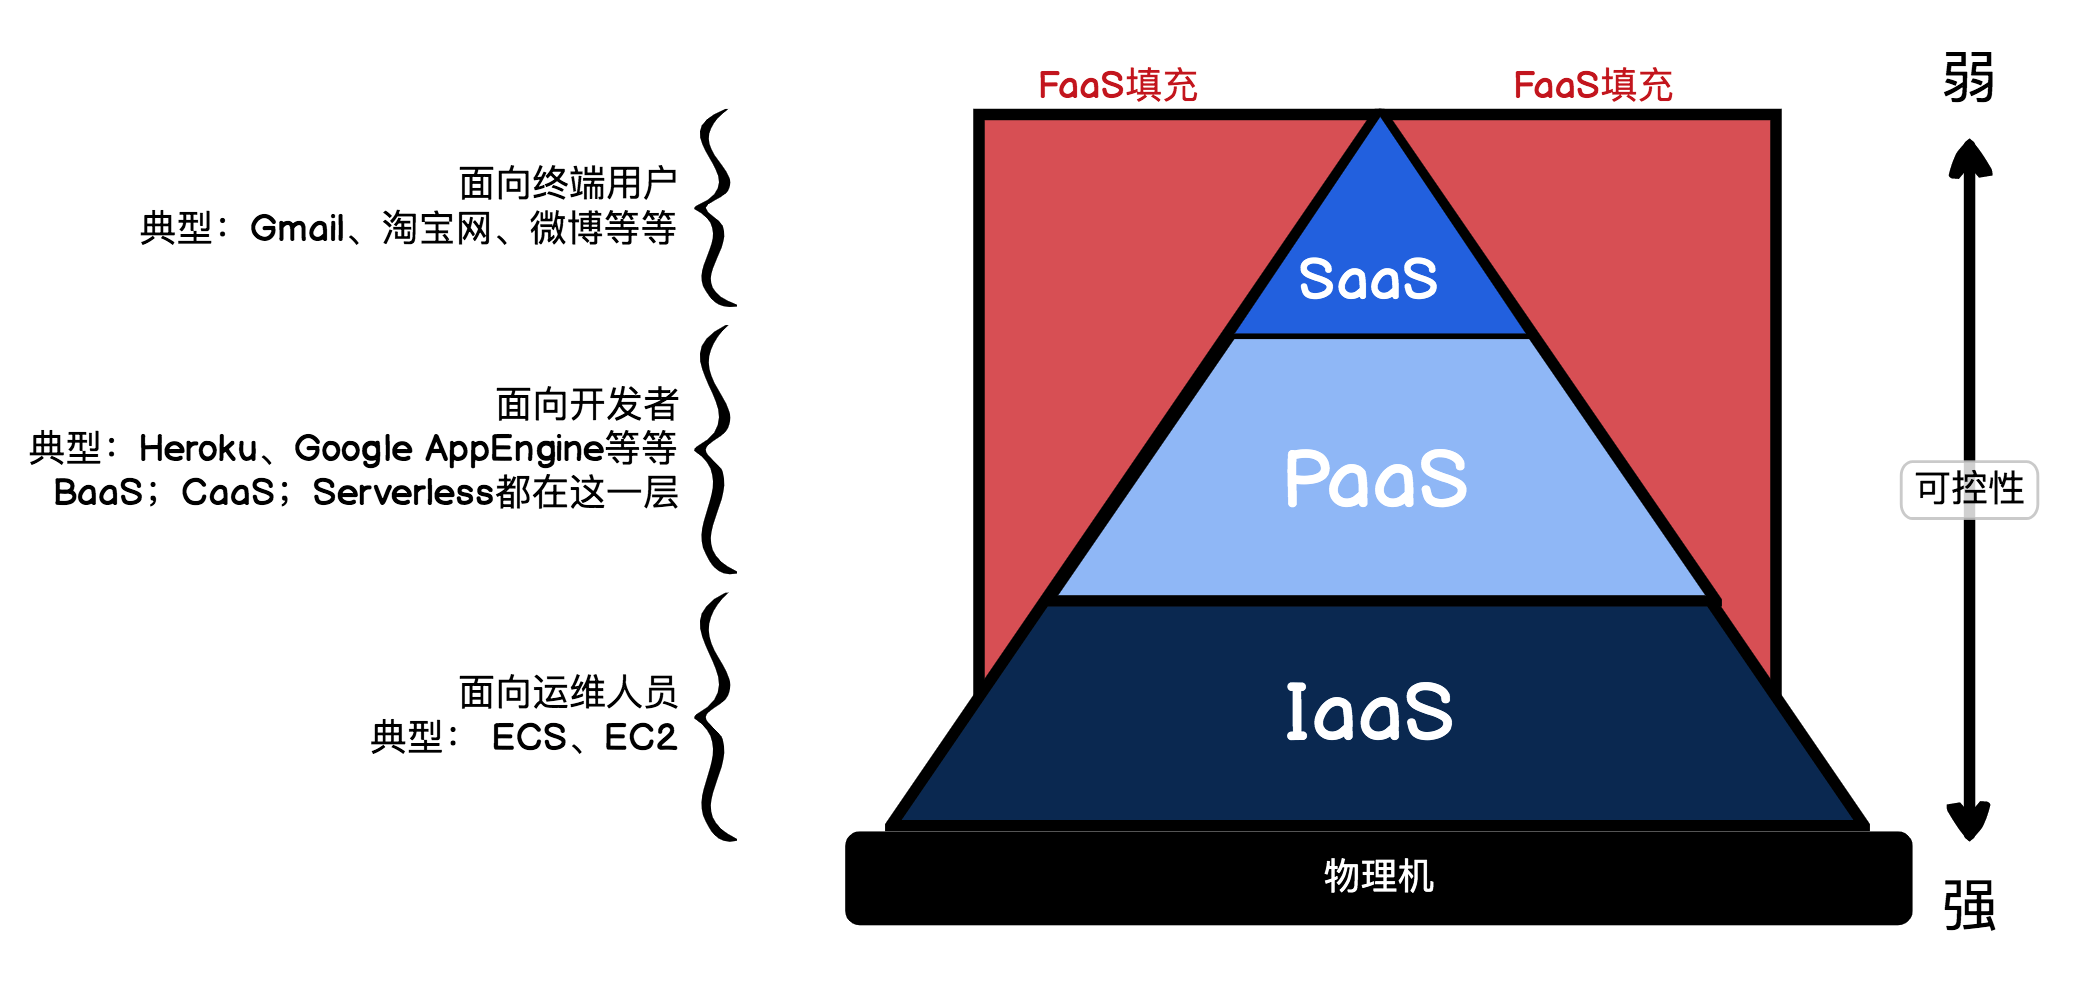 FaaS填充
FaaS填充
弱
面向终端用户
典型：Gmail、淘宝网、微博等等
SaaS
面向开发者
典型：Heroku、Google AppEngine等等
BaaS；CaaS；Serverless都在这一层
PaaS
可控性
面向运维人员
典型： ECS、EC2
IaaS
物理机
强